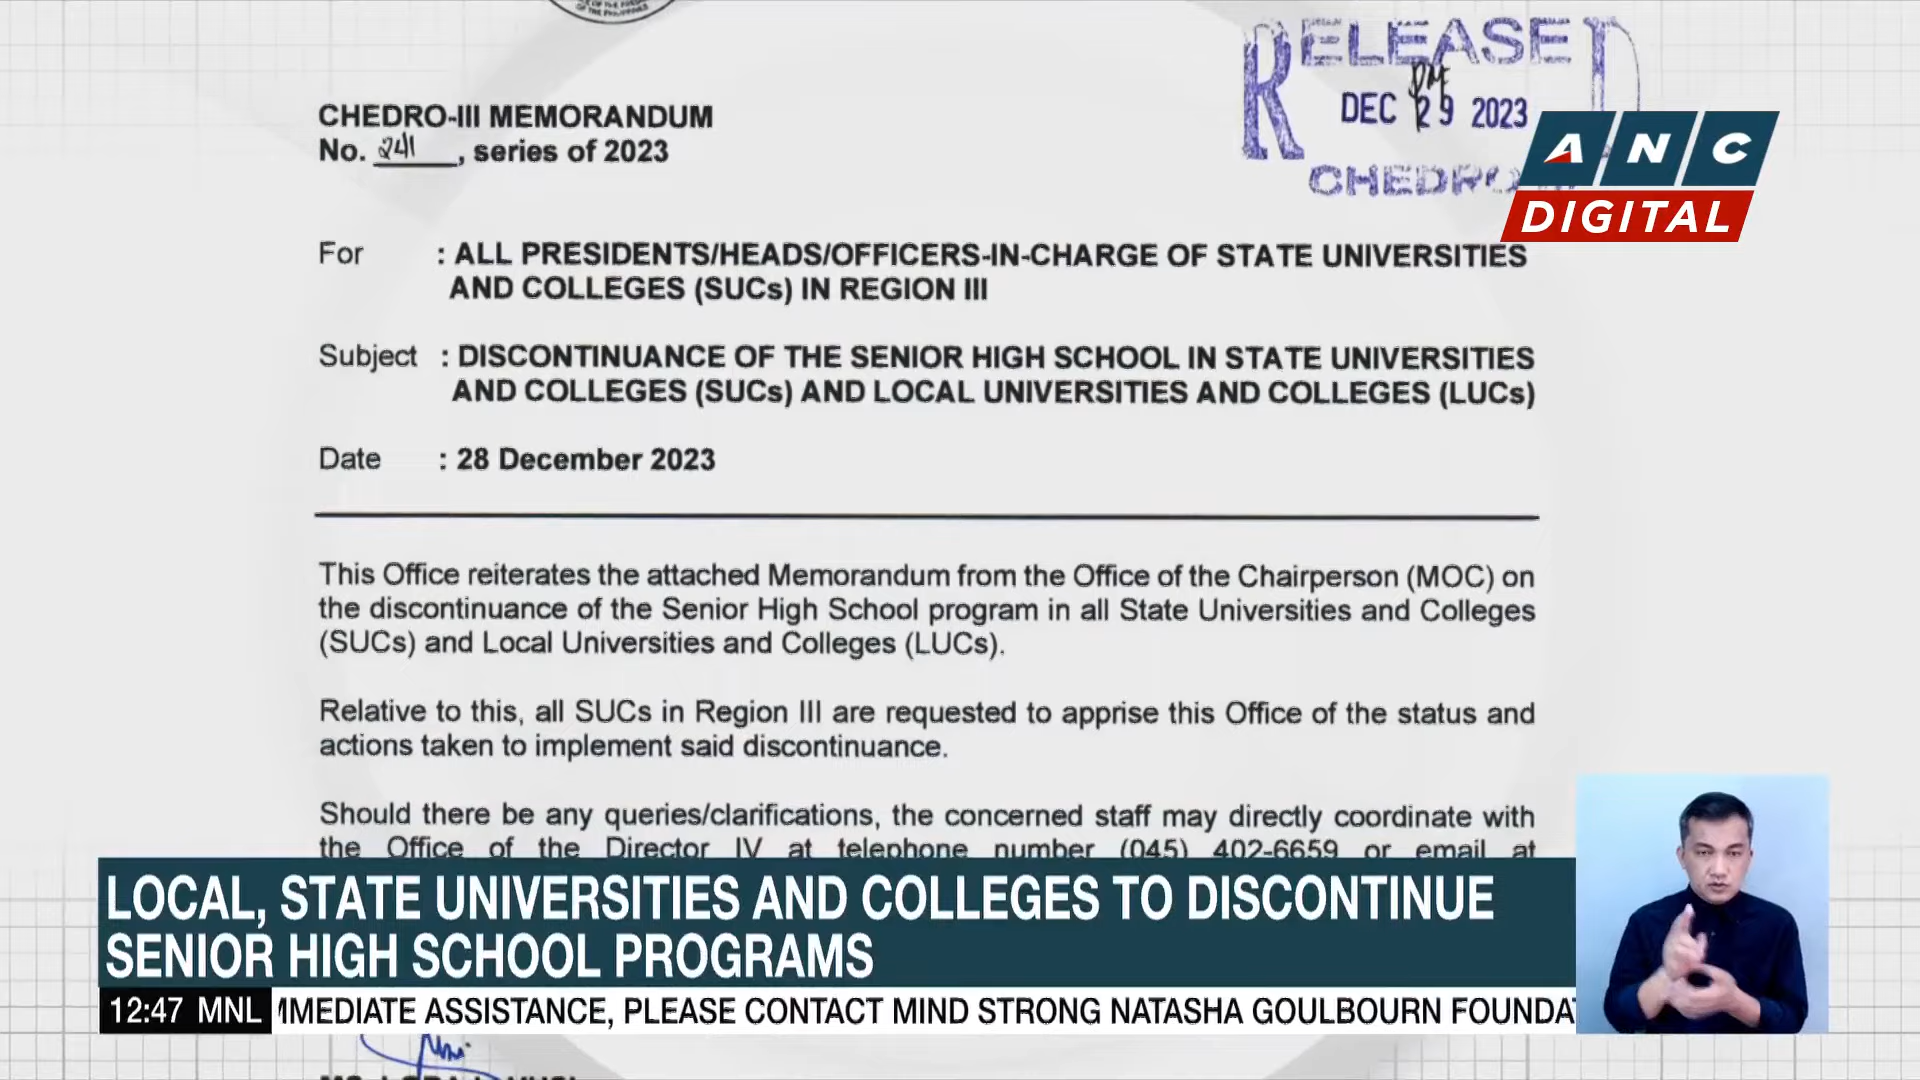 OF THE PHILIPPINES
RELEASED
DEC 29 2023
CHEDRO
ANC
DIGITAL
CHEDRO-III MEMORANDUM
No. 241, series of 2023
For : ALL PRESIDENTS/HEADS/OFFICERS-IN-CHARGE OF STATE UNIVERSITIES
AND COLLEGES (SUCs) IN REGION III
Subject : DISCONTINUANCE OF THE SENIOR HIGH SCHOOL IN STATE UNIVERSITIES
AND COLLEGES (SUCs) AND LOCAL UNIVERSITIES AND COLLEGES (LUCs)
Date : 28 December 2023
This Office reiterates the attached Memorandum from the Office of the Chairperson (MOC) on
the discontinuance of the Senior High School program in all State Universities and Colleges
(SUCs) and Local Universities and Colleges (LUCs).
Relative to this, all SUCs in Region III are requested to apprise this Office of the status and
actions taken to implement said discontinuance.
Should there be any queries/clarifications, the concerned staff may directly coordinate with
the Office of the Director IV at telephone number (045) 402-6659 or email at
LOCAL, STATE UNIVERSITIES AND COLLEGES TO DISCONTINUE
SENIOR HIGH SCHOOL PROGRAMS
12:47 MNL MMEDIATE ASSISTANCE, PLEASE CONTACT MIND STRONG NATASHA GOULBOURN FOUNDAT